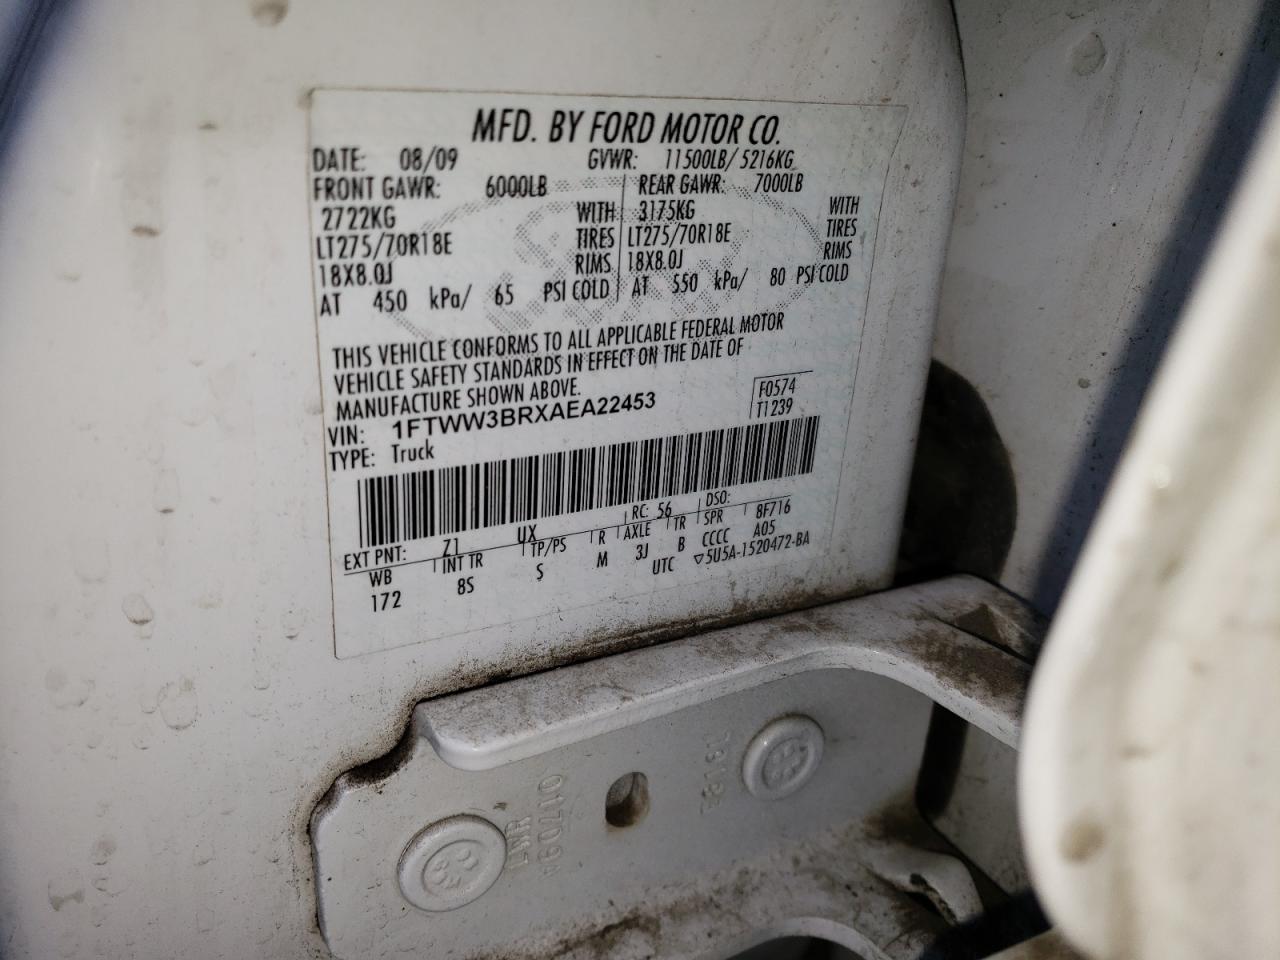 MFD. BY FORD MOTOR CO.
DATE: 08/09 GVWR: 11500LB/ 5216KG
FRONT GAWR: 6000LB REAR GAWR: 7000LB
2722KG WITH 3175KG WITH
LT275/70R18E TIRES LT275/70R18E TIRES
18X8.0J RIMS 18X8.0J RIMS
AT 450 kPa/ 65 PSI COLD AT 550 kPa/ 80 PSI COLD
THIS VEHICLE CONFORMS TO ALL APPLICABLE FEDERAL MOTOR
VEHICLE SAFETY STANDARDS IN EFFECT ON THE DATE OF
MANUFACTURE SHOWN ABOVE.
VIN: 1FTWW3BRXAEA22453 F0574
TYPE: Truck T1239
EXT PNT: Z1 UX RC: 56 DSO:
WB INT TR TP/PS R AXLE TR SPR 8F716
172 8S S M 3J B CCCC A05
UTC ▽5U5A-1520472-BA
LWR